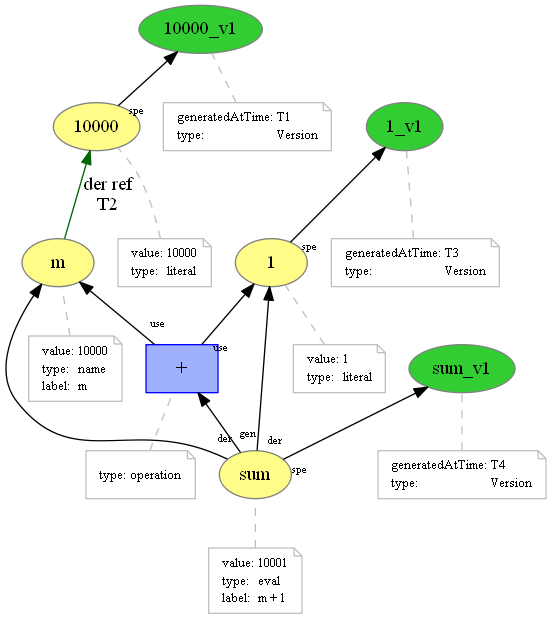 10000_v1
spe
generatedAtTime: T1
type: Version
10000
1_v1
der ref
T2
spe
value: 10000
type: literal
generatedAtTime: T3
type: Version
m
1
use
use
value: 10000
type: name
label: m
+
value: 1
type: literal
sum_v1
der
gen
der
type: operation
sum
spe
generatedAtTime: T4
type: Version
value: 10001
type: eval
label: m + 1